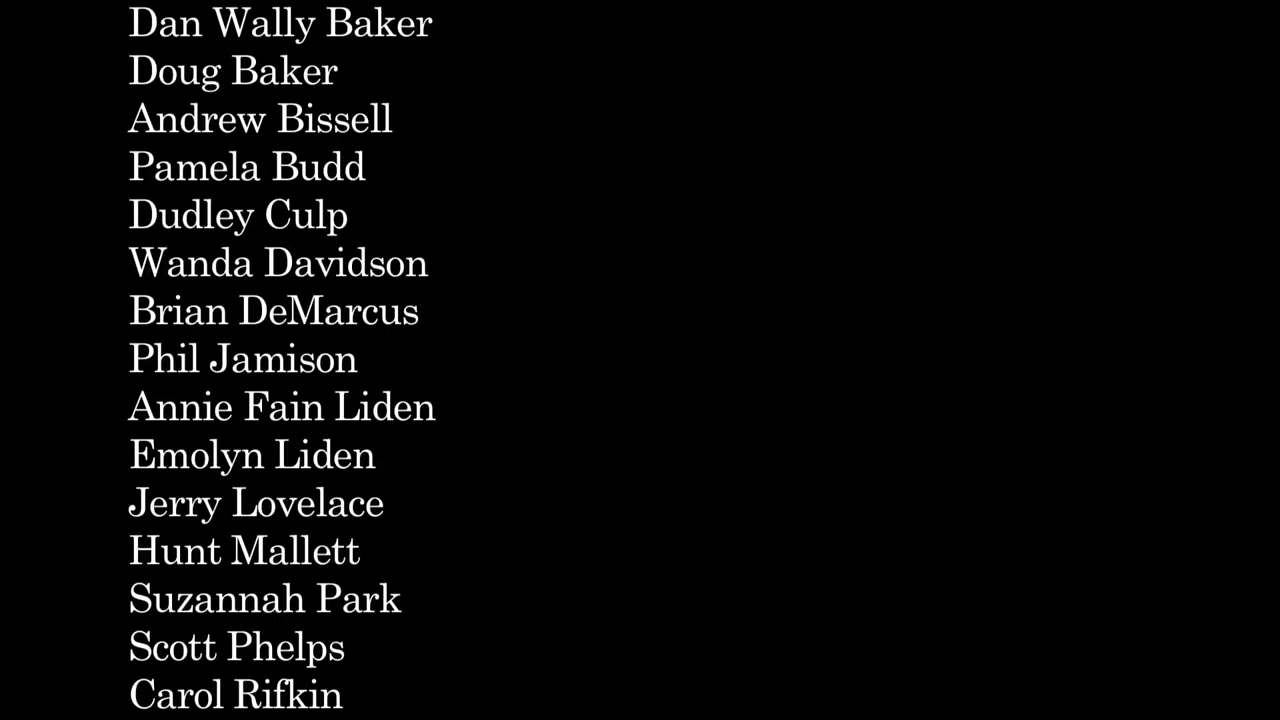 Dan Wally Baker
Doug Baker
Andrew Bissell
Pamela Budd
Dudley Culp
Wanda Davidson
Brian DeMarcus
Phil Jamison
Annie Fain Liden
Emolyn Liden
Jerry Lovelace
Hunt Mallett
Suzannah Park
Scott Phelps
Carol Rifkin